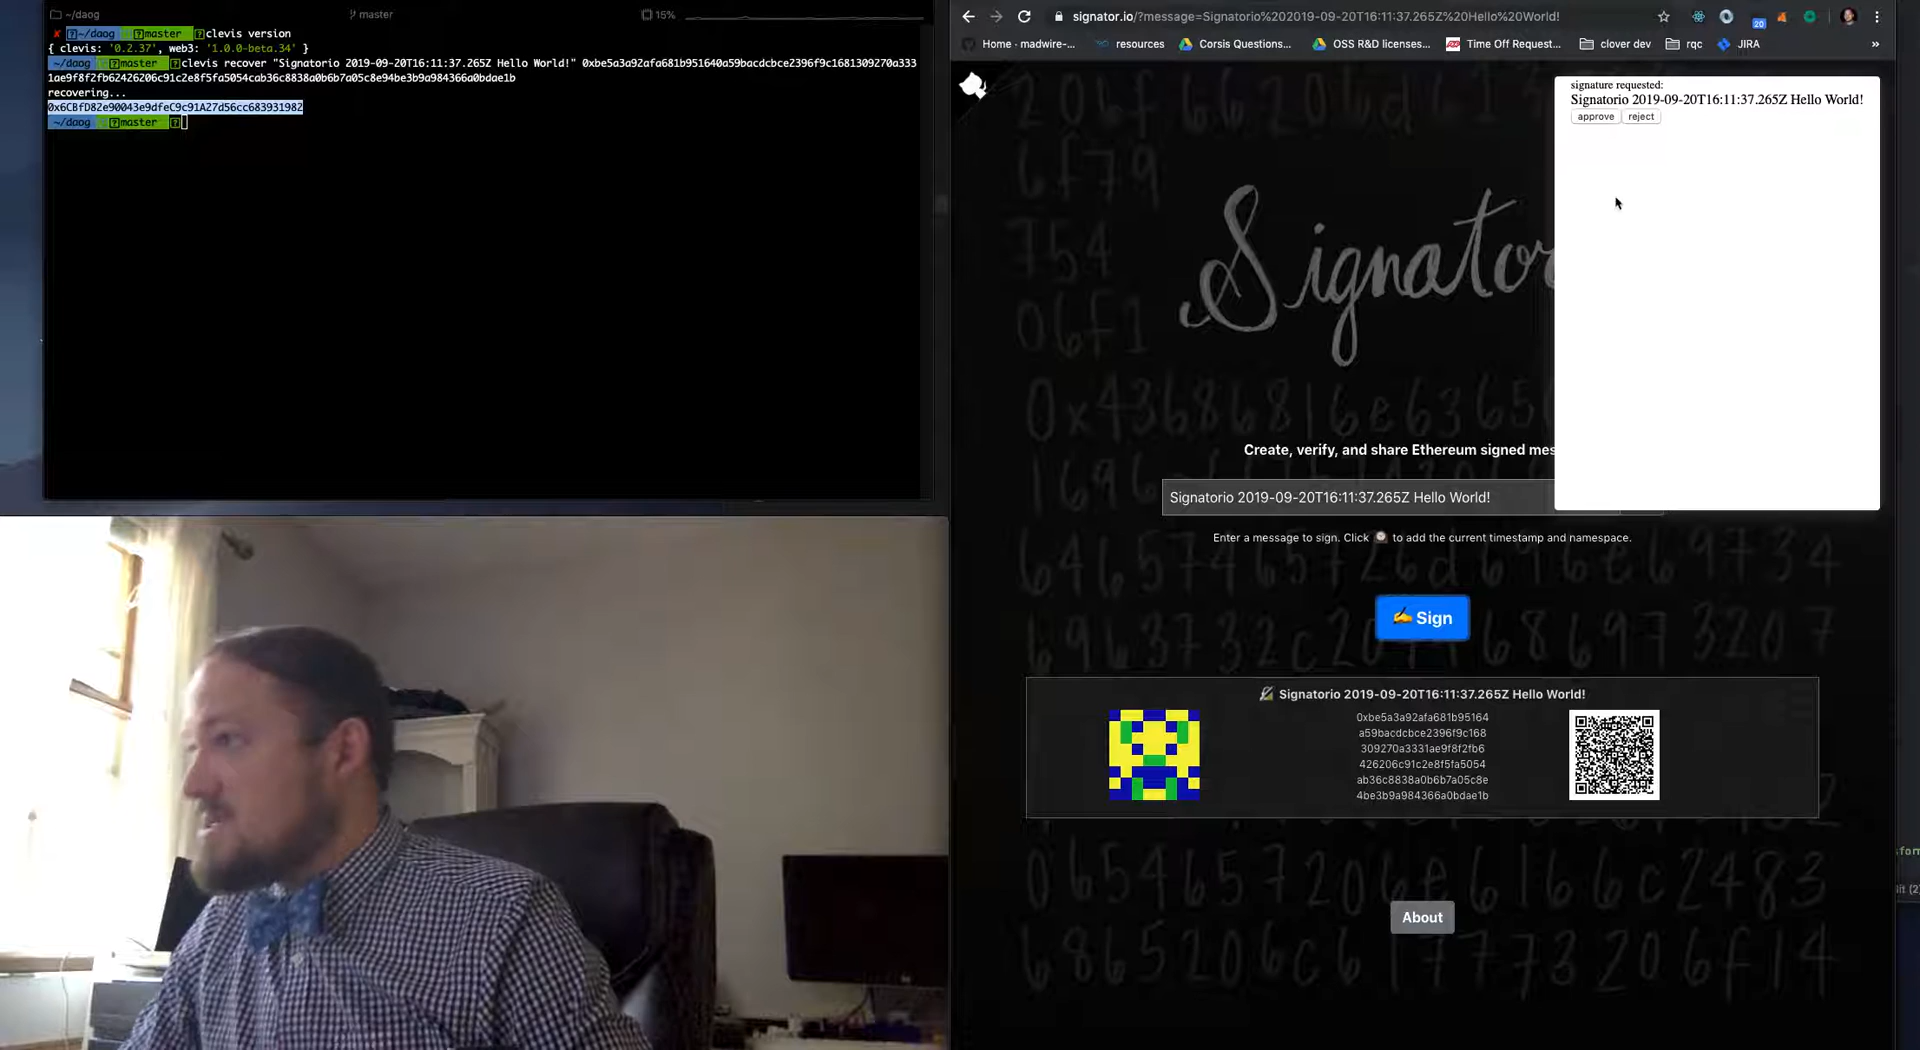 ~/daog
master
15%
✗ ~/daog master clevis version
{ clevis: '0.2.37', web3: '1.0.0-beta.34' }
~/daog master clevis recover "Signatorio 2019-09-20T16:11:37.265Z Hello World!" 0xbe5a3a92afa681b951640a59bacdcbce2396f9c1681309270a333
1ae9f8f2fb62426206c91c2e8f5fa5054cab36c8838a0b6b7a05c8e94be3b9a984366a0bdae1b
recovering...
0x6CBfD82e90043e9dfeC9c91A27d56cc683931982
~/daog master
signator.io/?message=Signatorio%202019-09-20T16:11:37.265Z%20Hello%20World!
20
Home · madwire-...
resources
Corsis Questions...
OSS R&D licenses...
Time Off Request...
clover dev
rqc
JIRA
»
signature requested:
Signatorio 2019-09-20T16:11:37.265Z Hello World!
approve reject
Signator
Create, verify, and share Ethereum signed mes
Signatorio 2019-09-20T16:11:37.265Z Hello World!
Enter a message to sign. Click to add the current timestamp and namespace.
Sign
Signatorio 2019-09-20T16:11:37.265Z Hello World!
0xbe5a3a92afa681b95164
a59bacdcbce2396f9c168
309270a3331ae9f8f2fb6
426206c91c2e8f5fa5054
ab36c8838a0b6b7a05c8e
4be3b9a984366a0bdae1b
About